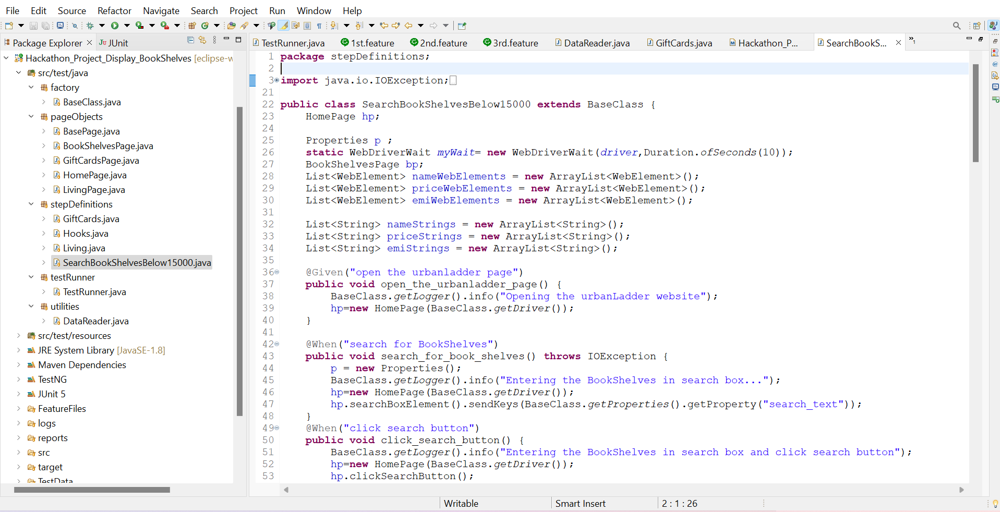 File Edit Source Refactor Navigate Search Project Run Window Help
Package Explorer JUnit
Hackathon_Project_Display_BookShelves [eclipse-w
src/test/java
factory
BaseClass.java
pageObjects
BasePage.java
BookShelvesPage.java
GiftCardsPage.java
HomePage.java
LivingPage.java
stepDefinitions
GiftCards.java
Hooks.java
Living.java
SearchBookShelvesBelow15000.java
testRunner
TestRunner.java
utilities
DataReader.java
src/test/resources
JRE System Library [JavaSE-1.8]
Maven Dependencies
TestNG
JUnit 5
FeatureFiles
logs
reports
src
target
TestData
TestRunner.java 1st.feature 2nd.feature 3rd.feature DataReader.java GiftCards.java Hackathon_P... SearchBookS... »1
1 package stepDefinitions;
2
3 import java.io.IOException;
21
22 public class SearchBookShelvesBelow15000 extends BaseClass {
23 HomePage hp;
24
25 Properties p ;
26 static WebDriverWait myWait= new WebDriverWait(driver,Duration.ofSeconds(10));
27 BookShelvesPage bp;
28 List<WebElement> nameWebElements = new ArrayList<WebElement>();
29 List<WebElement> priceWebElements = new ArrayList<WebElement>();
30 List<WebElement> emiWebElements = new ArrayList<WebElement>();
31
32 List<String> nameStrings = new ArrayList<String>();
33 List<String> priceStrings = new ArrayList<String>();
34 List<String> emiStrings = new ArrayList<String>();
35
36 @Given("open the urbanladder page")
37 public void open_the_urbanladder_page() {
38 BaseClass.getLogger().info("Opening the urbanLadder website");
39 hp=new HomePage(BaseClass.getDriver());
40 }
41
42 @When("search for BookShelves")
43 public void search_for_book_shelves() throws IOException {
44 p = new Properties();
45 BaseClass.getLogger().info("Entering the BookShelves in search box...");
46 hp=new HomePage(BaseClass.getDriver());
47 hp.searchBoxElement().sendKeys(BaseClass.getProperties().getProperty("search_text"));
48 }
49 @When("click search button")
50 public void click_search_button() {
51 BaseClass.getLogger().info("Entering the BookShelves in search box and click search button");
52 hp=new HomePage(BaseClass.getDriver());
53 hp.clickSearchButton();
Writable Smart Insert 2 : 1 : 26